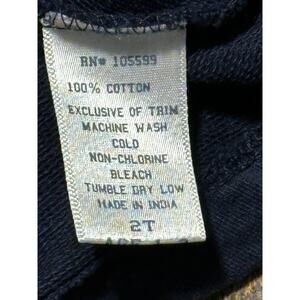 RN# 105599
100% COTTON
EXCLUSIVE OF TRIM
MACHINE WASH
COLD
NON-CHLORINE
BLEACH
TUMBLE DRY LOW
MADE IN INDIA
2T